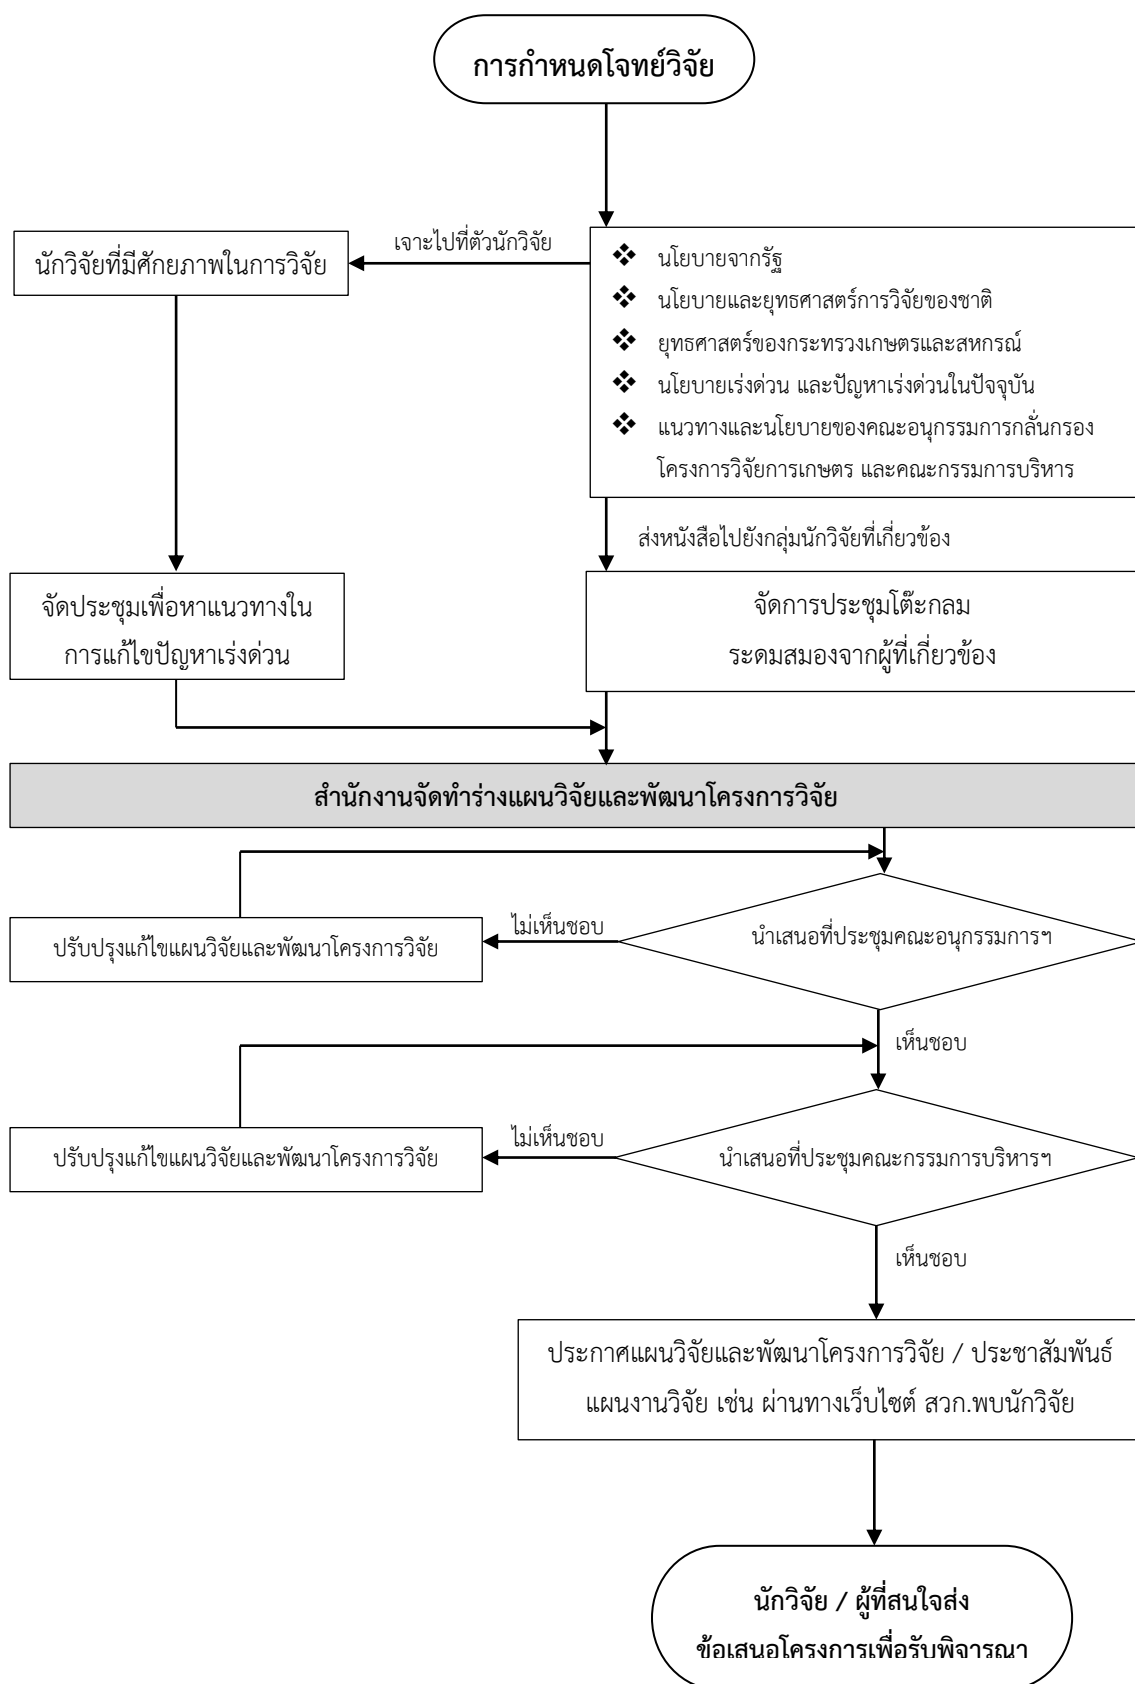 การกำหนดโจทย์วิจัย
เจาะไปที่ตัวนักวิจัย
นักวิจัยที่มีศักยภาพในการวิจัย
❖ นโยบายจากรัฐ
❖ นโยบายและยุทธศาสตร์การวิจัยของชาติ
❖ ยุทธศาสตร์ของกระทรวงเกษตรและสหกรณ์
❖ นโยบายเร่งด่วน และปัญหาเร่งด่วนในปัจจุบัน
❖ แนวทางและนโยบายของคณะอนุกรรมการกลั่นกรอง
โครงการวิจัยการเกษตร และคณะกรรมการบริหาร
ส่งหนังสือไปยังกลุ่มนักวิจัยที่เกี่ยวข้อง
จัดประชุมเพื่อหาแนวทางใน
การแก้ไขปัญหาเร่งด่วน
จัดการประชุมโต๊ะกลม
ระดมสมองจากผู้ที่เกี่ยวข้อง
สำนักงานจัดทำร่างแผนวิจัยและพัฒนาโครงการวิจัย
ไม่เห็นชอบ
นำเสนอที่ประชุมคณะอนุกรรมการฯ
ปรับปรุงแก้ไขแผนวิจัยและพัฒนาโครงการวิจัย
เห็นชอบ
ไม่เห็นชอบ
นำเสนอที่ประชุมคณะกรรมการบริหารฯ
ปรับปรุงแก้ไขแผนวิจัยและพัฒนาโครงการวิจัย
เห็นชอบ
ประกาศแผนวิจัยและพัฒนาโครงการวิจัย / ประชาสัมพันธ์
แผนงานวิจัย เช่น ผ่านทางเว็บไซต์ สวก.พบนักวิจัย
นักวิจัย / ผู้ที่สนใจส่ง
ข้อเสนอโครงการเพื่อรับพิจารณา